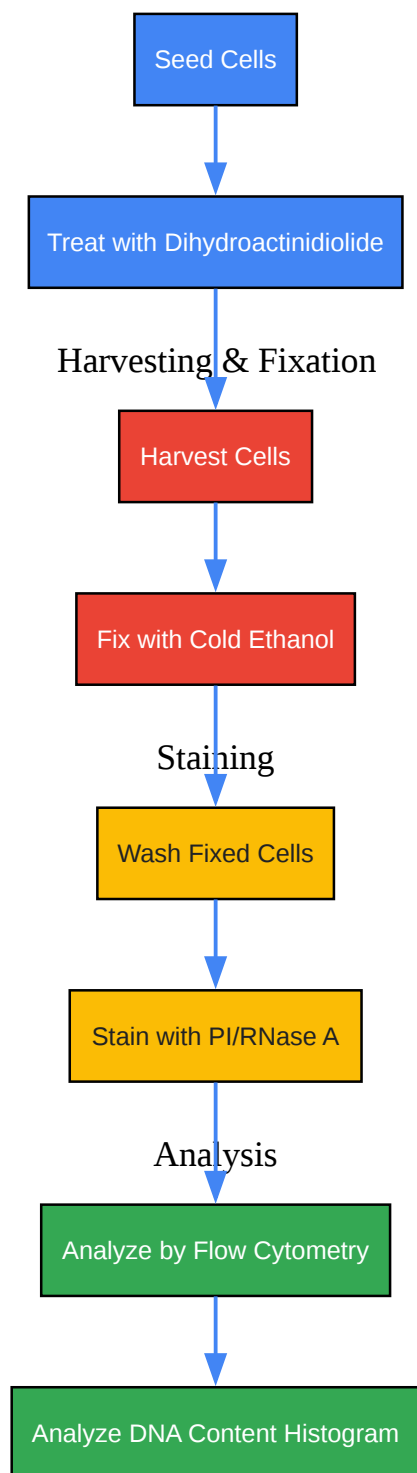 Seed Cells
Treat with Dihydroactinidiolide
Harvesting & Fixation
Harvest Cells
Fix with Cold Ethanol
Staining
Wash Fixed Cells
Stain with PI/RNase A
Analysis
Analyze by Flow Cytometry
Analyze DNA Content Histogram